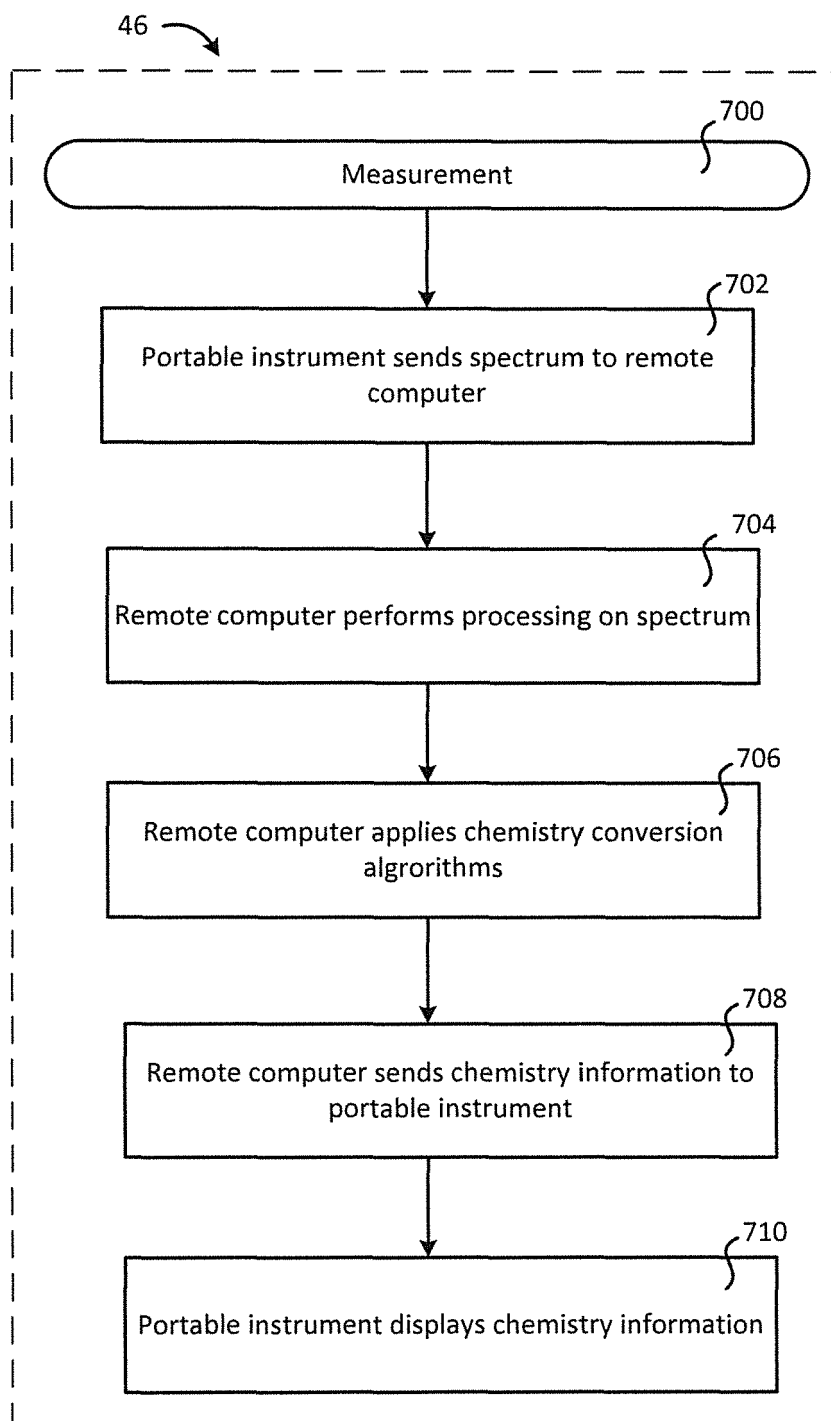 46
700
Measurement
702
Portable instrument sends spectrum to remote
computer
704
Remote computer performs processing on spectrum
706
Remote computer applies chemistry conversion
algrorithms
708
Remote computer sends chemistry information to
portable instrument
710
Portable instrument displays chemistry information